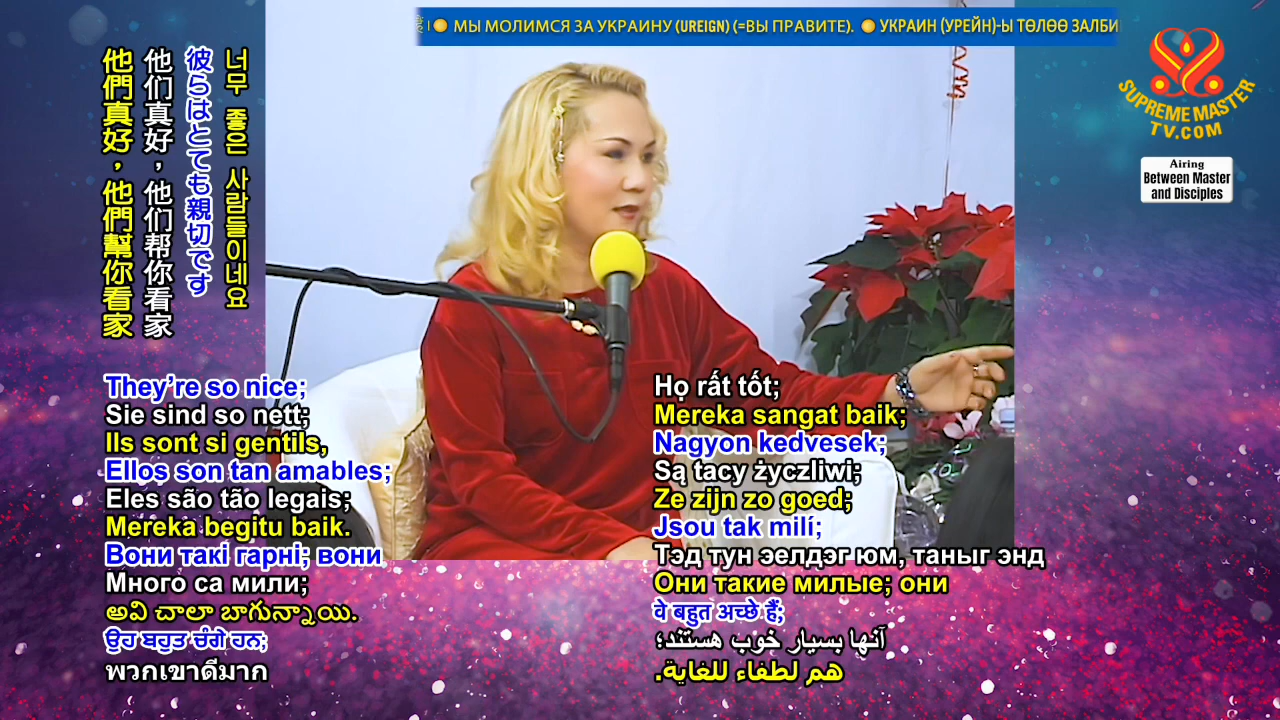 МЫ МОЛИМСЯ ЗА УКРАИНУ (UREIGN) (=ВЫ ПРАВИТЕ). УКРАИН (УРЕЙН)-Ы ТӨЛӨӨ ЗАЛБИ
SUPREME MASTER
TV.COM
Airing
Between Master
and Disciples
너무 좋은 사람들이네요
彼らはとても親切です
他们真好，他们帮你看家
他們真好，他們幫你看家
They're so nice;
Sie sind so nett;
Ils sont si gentils,
Ellos son tan amables;
Eles são tão legais;
Mereka begitu baik.
Вони такі гарні; вони
Много са мили;
అవి చాలా బాగున్నాయి.
ਉਹ ਬਹੁਤ ਚੰਗੇ ਹਨ;
พวกเขาดีมาก
Họ rất tốt;
Mereka sangat baik;
Nagyon kedvesek;
Są tacy życzliwi;
Ze zijn zo goed;
Jsou tak milí;
Тэд тун эелдэг юм, таныг энд
Они такие милые; они
वे बहुत अच्छे हैं;
آنها بسیار خوب هستند؛
هم لطفاء للغاية.